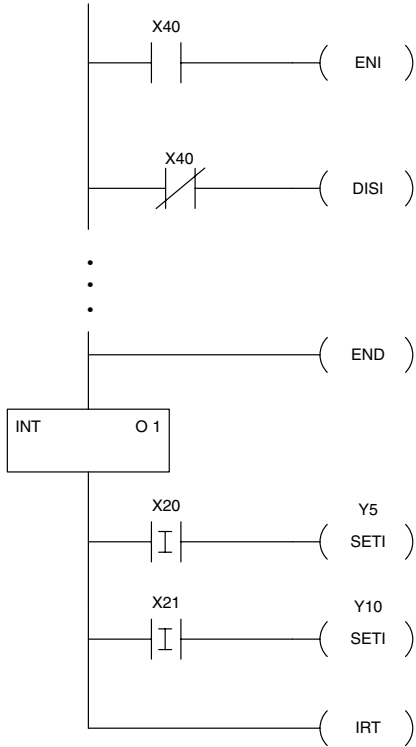 X40
ENI
X40
DISI
END
INT O 1
X20
Y5
SETI
X21
Y10
SETI
IRT